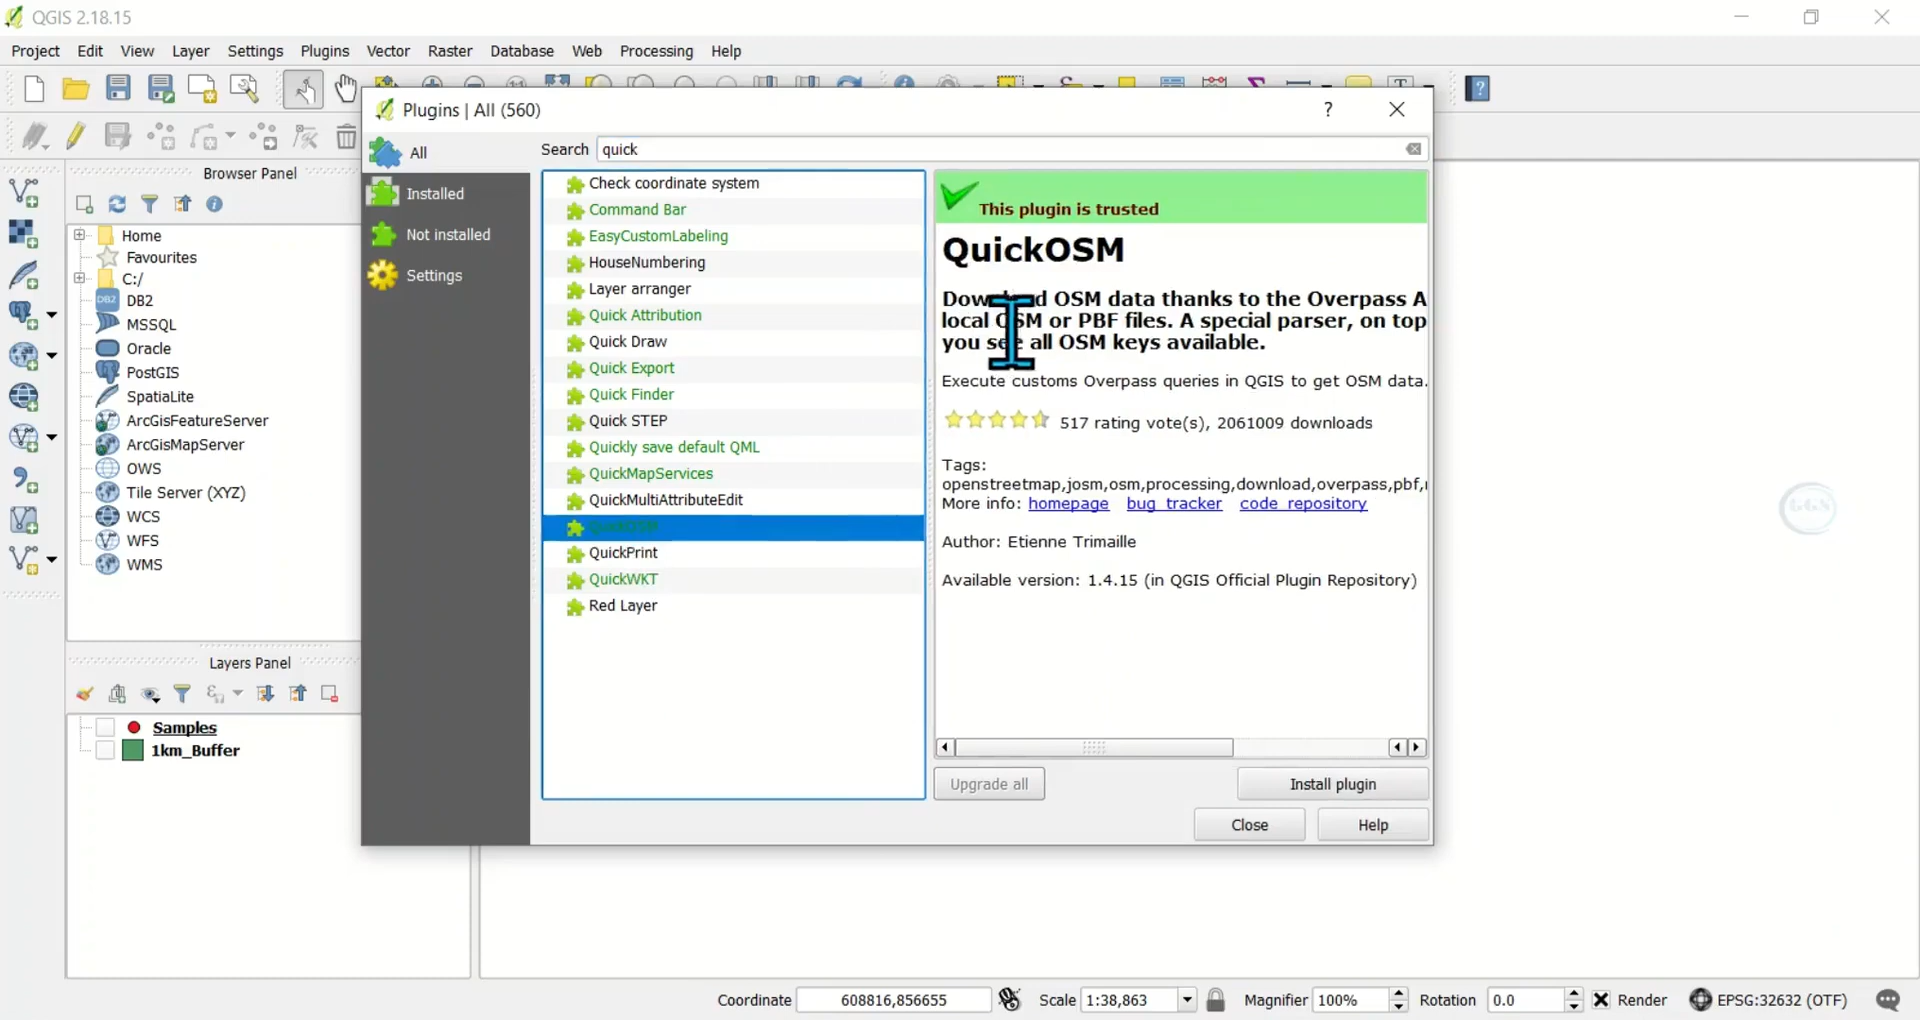 QGIS 2.18.15
Project Edit View Layer Settings Plugins Vector Raster Database Web Processing Help
Plugins | All (560) ?
All
Search quick
Installed
Not installed
Settings
Browser Panel
Home
Favourites
C:/
DB2 DB2
MSSQL
Oracle
PostGIS
SpatiaLite
ArcGisFeatureServer
ArcGisMapServer
OWS
Tile Server (XYZ)
WCS
WFS
WMS
Layers Panel
Samples
1km_Buffer
Check coordinate system
Command Bar
EasyCustomLabeling
HouseNumbering
Layer arranger
Quick Attribution
Quick Draw
Quick Export
Quick Finder
Quick STEP
Quickly save default QML
QuickMapServices
QuickMultiAttributeEdit
QuickOSM
QuickPrint
QuickWKT
Red Layer
This plugin is trusted
QuickOSM
Download OSM data thanks to the Overpass A
local OSM or PBF files. A special parser, on top
you see all OSM keys available.
Execute customs Overpass queries in QGIS to get OSM data.
517 rating vote(s), 2061009 downloads
Tags:
openstreetmap,josm,osm,processing,download,overpass,pbf,
More info: homepage bug tracker code repository
Author: Etienne Trimaille
Available version: 1.4.15 (in QGIS Official Plugin Repository)
Upgrade all Install plugin
Close Help
GGS
Coordinate 608816,856655 Scale 1:38,863 Magnifier 100% Rotation 0.0 Render EPSG:32632 (OTF)